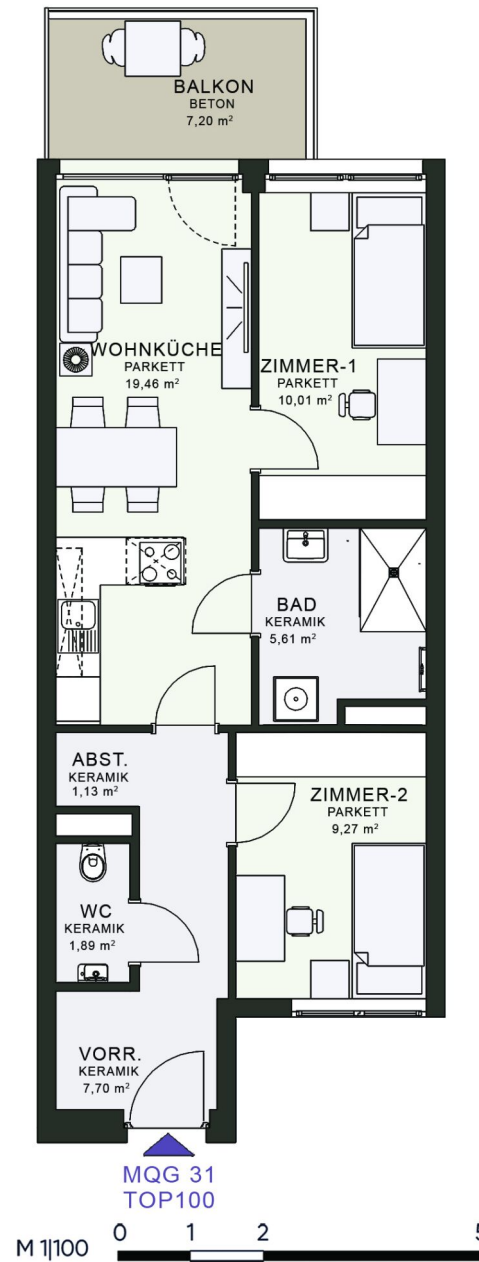 BALKON
BETON
7,20 m²
WOHNKÜCHE
PARKETT
19,46 m²
ZIMMER-1
PARKETT
10,01 m²
BAD
KERAMIK
5,61 m²
ABST.
KERAMIK
1,13 m²
ZIMMER-2
PARKETT
9,27 m²
WC
KERAMIK
1,89 m²
VORR.
KERAMIK
7,70 m²
MQG 31
TOP100
M 1|100 0 1 2 5